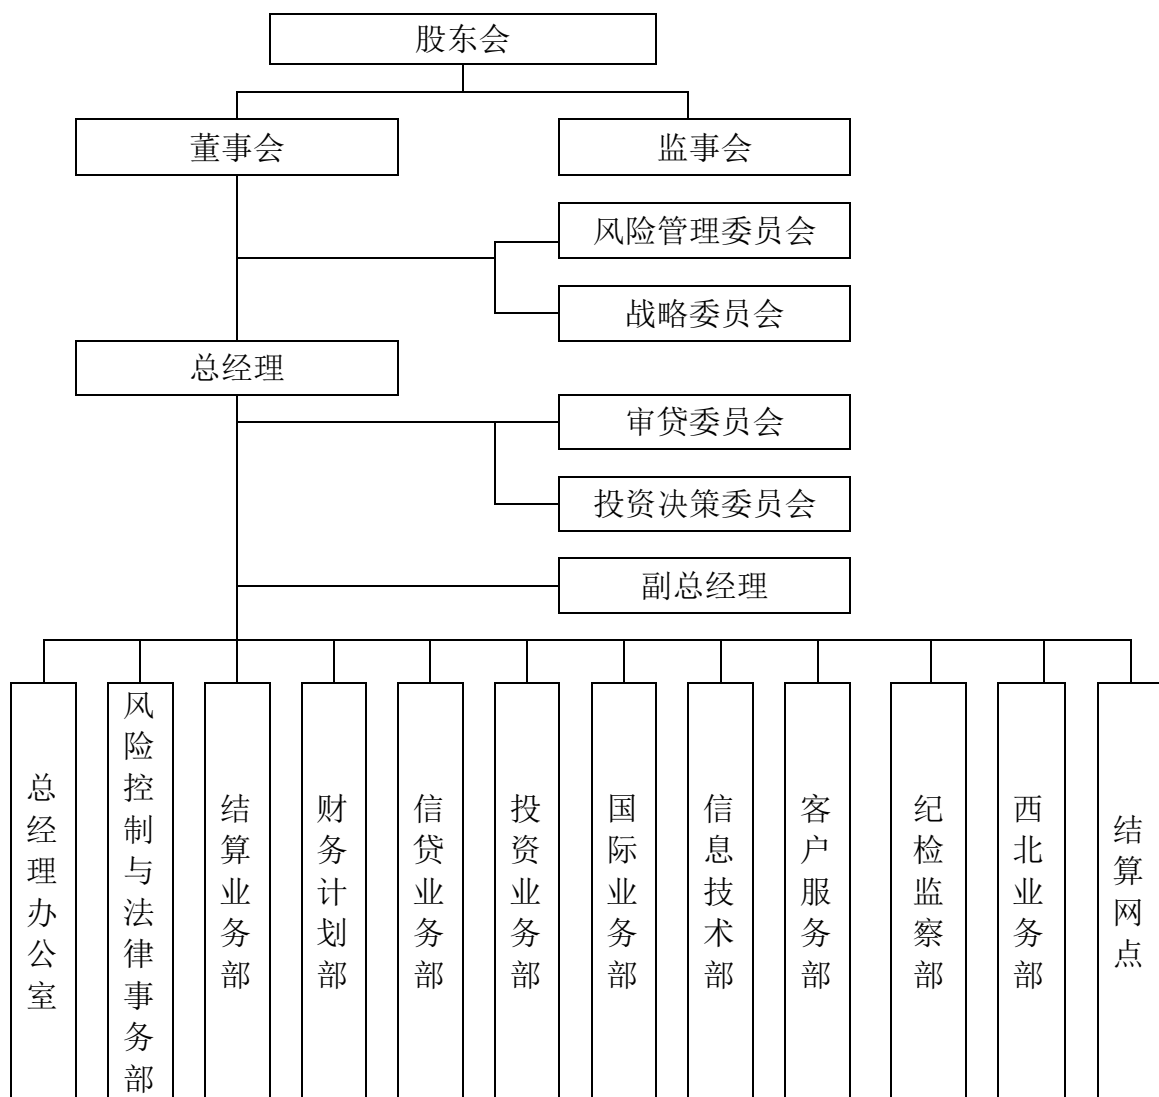 股东会
董事会
监事会
风险管理委员会
战略委员会
总经理
审贷委员会
投资决策委员会
副总经理
总经理办公室
风险控制与法律事务部
结算业务部
财务计划部
信贷业务部
投资业务部
国际业务部
信息技术部
客户服务部
纪检监察部
西北业务部
结算网点